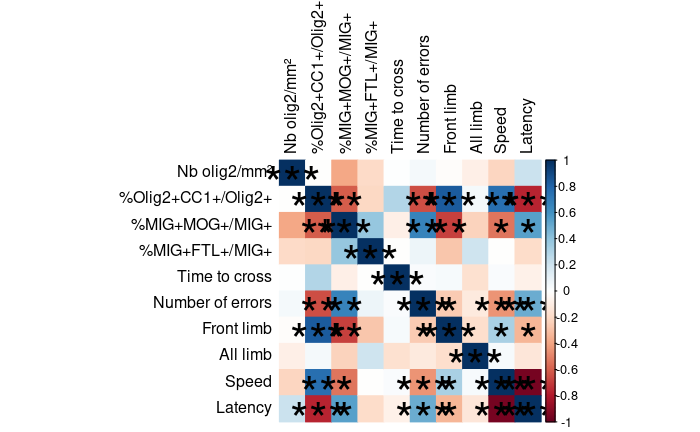 Nb olig2/mm²
%Olig2+CC1+/Olig2+
%MIG+MOG+/MIG+
%MIG+FTL+/MIG+
Time to cross
Number of errors
Front limb
All limb
Speed
Latency
Nb olig2/mm²
%Olig2+CC1+/Olig2+
%MIG+MOG+/MIG+
%MIG+FTL+/MIG+
Time to cross
Number of errors
Front limb
All limb
Speed
Latency
1
0.8
0.6
0.4
0.2
0
-0.2
-0.4
-0.6
-0.8
-1